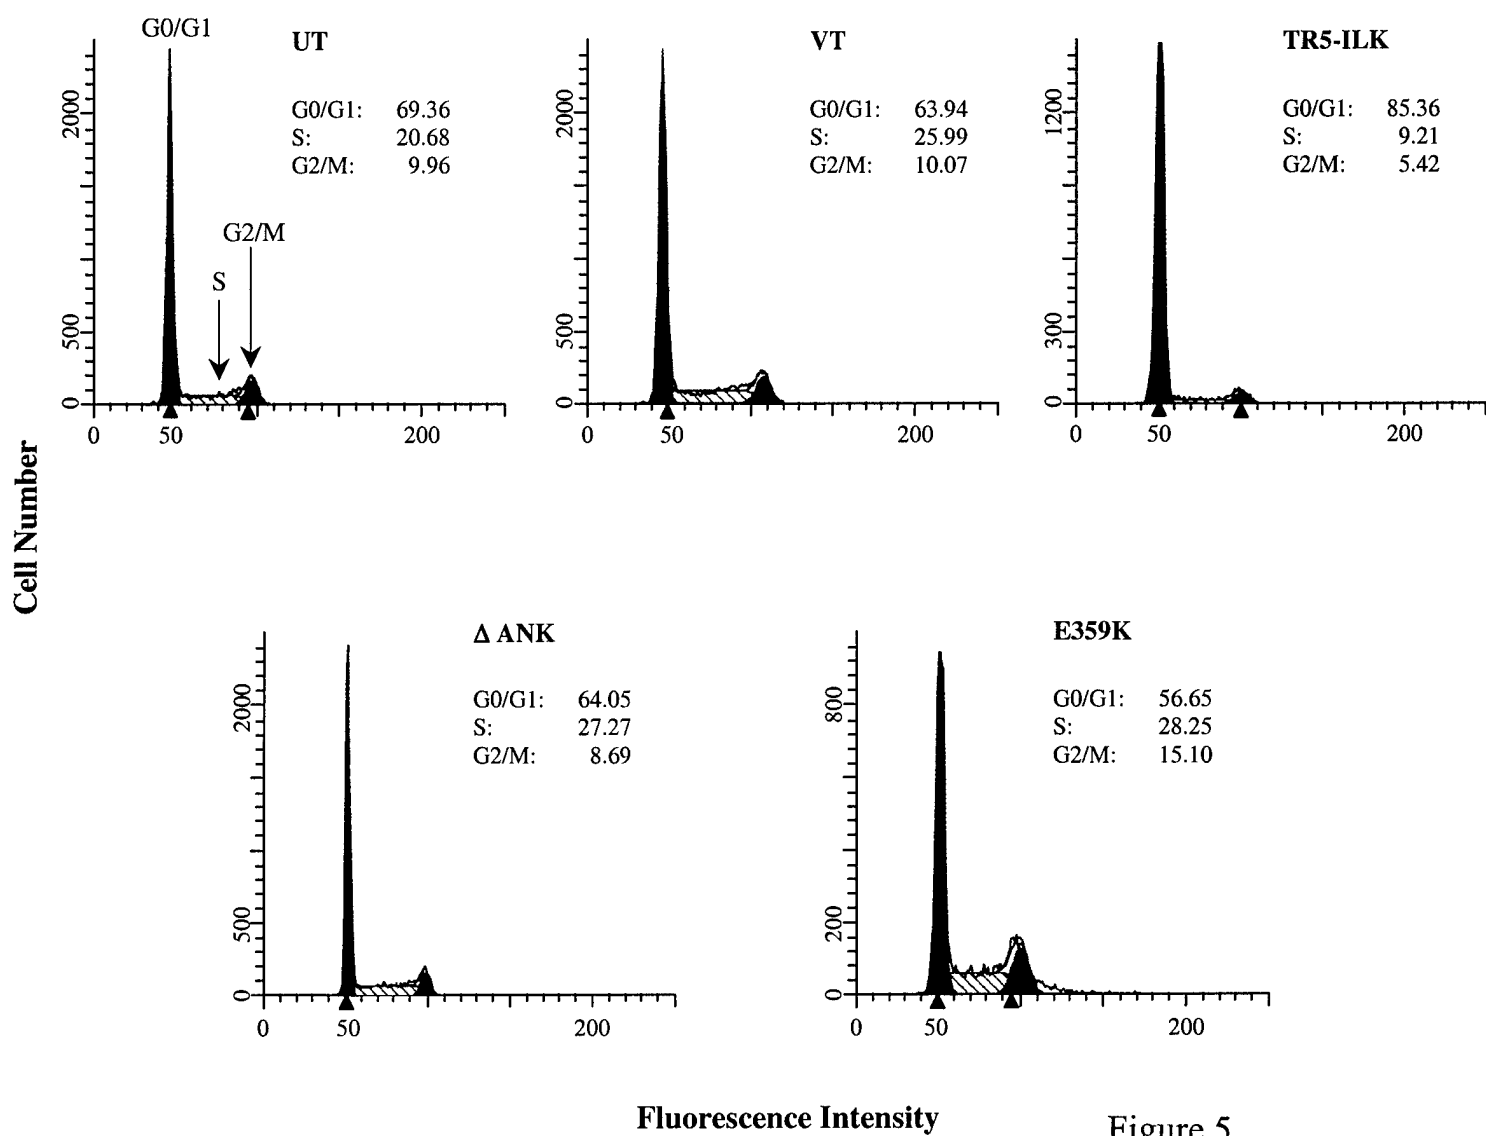 G0/G1
S
G2/M
UT
G0/G1: 69.36
S: 20.68
G2/M: 9.96
2000
500
0
0 50 200
VT
G0/G1: 63.94
S: 25.99
G2/M: 10.07
2000
500
0
0 50 200
TR5-ILK
G0/G1: 85.36
S: 9.21
G2/M: 5.42
1200
300
0
0 50 200
Cell Number
Δ ANK
G0/G1: 64.05
S: 27.27
G2/M: 8.69
2000
500
0
0 50 200
E359K
G0/G1: 56.65
S: 28.25
G2/M: 15.10
800
200
0
0 50 200
Fluorescence Intensity
Figure 5